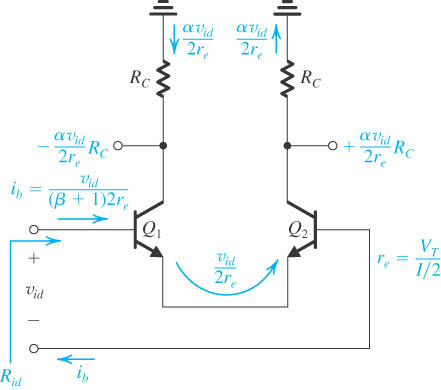 αv_id/2r_e αv_id/2r_e
R_C R_C
− αv_id/2r_e R_C + αv_id/2r_e R_C
i_b = v_id/(β + 1)2r_e
Q_1 Q_2
+
v_id
−
v_id/2r_e
r_e = V_T/I/2
R_id
i_b